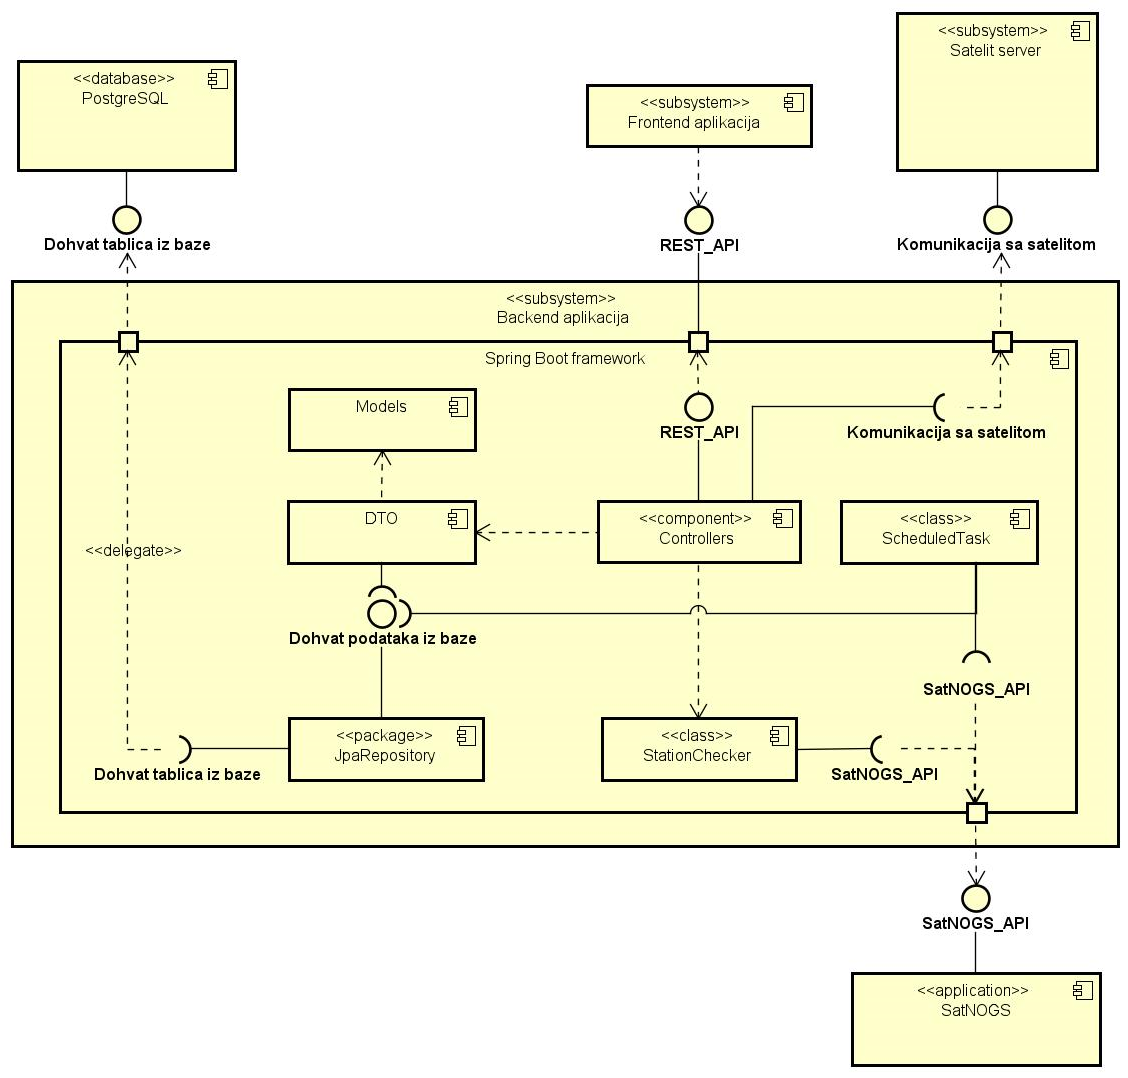 <<subsystem>>
Satelit server
<<database>>
PostgreSQL
<<subsystem>>
Frontend aplikacija
Dohvat tablica iz baze
REST_API
Komunikacija sa satelitom
<<subsystem>>
Backend aplikacija
Spring Boot framework
Models
REST_API
Komunikacija sa satelitom
DTO
<<component>>
Controllers
<<class>>
ScheduledTask
<<delegate>>
Dohvat podataka iz baze
SatNOGS_API
<<package>>
JpaRepository
<<class>>
StationChecker
Dohvat tablica iz baze
SatNOGS_API
SatNOGS_API
<<application>>
SatNOGS